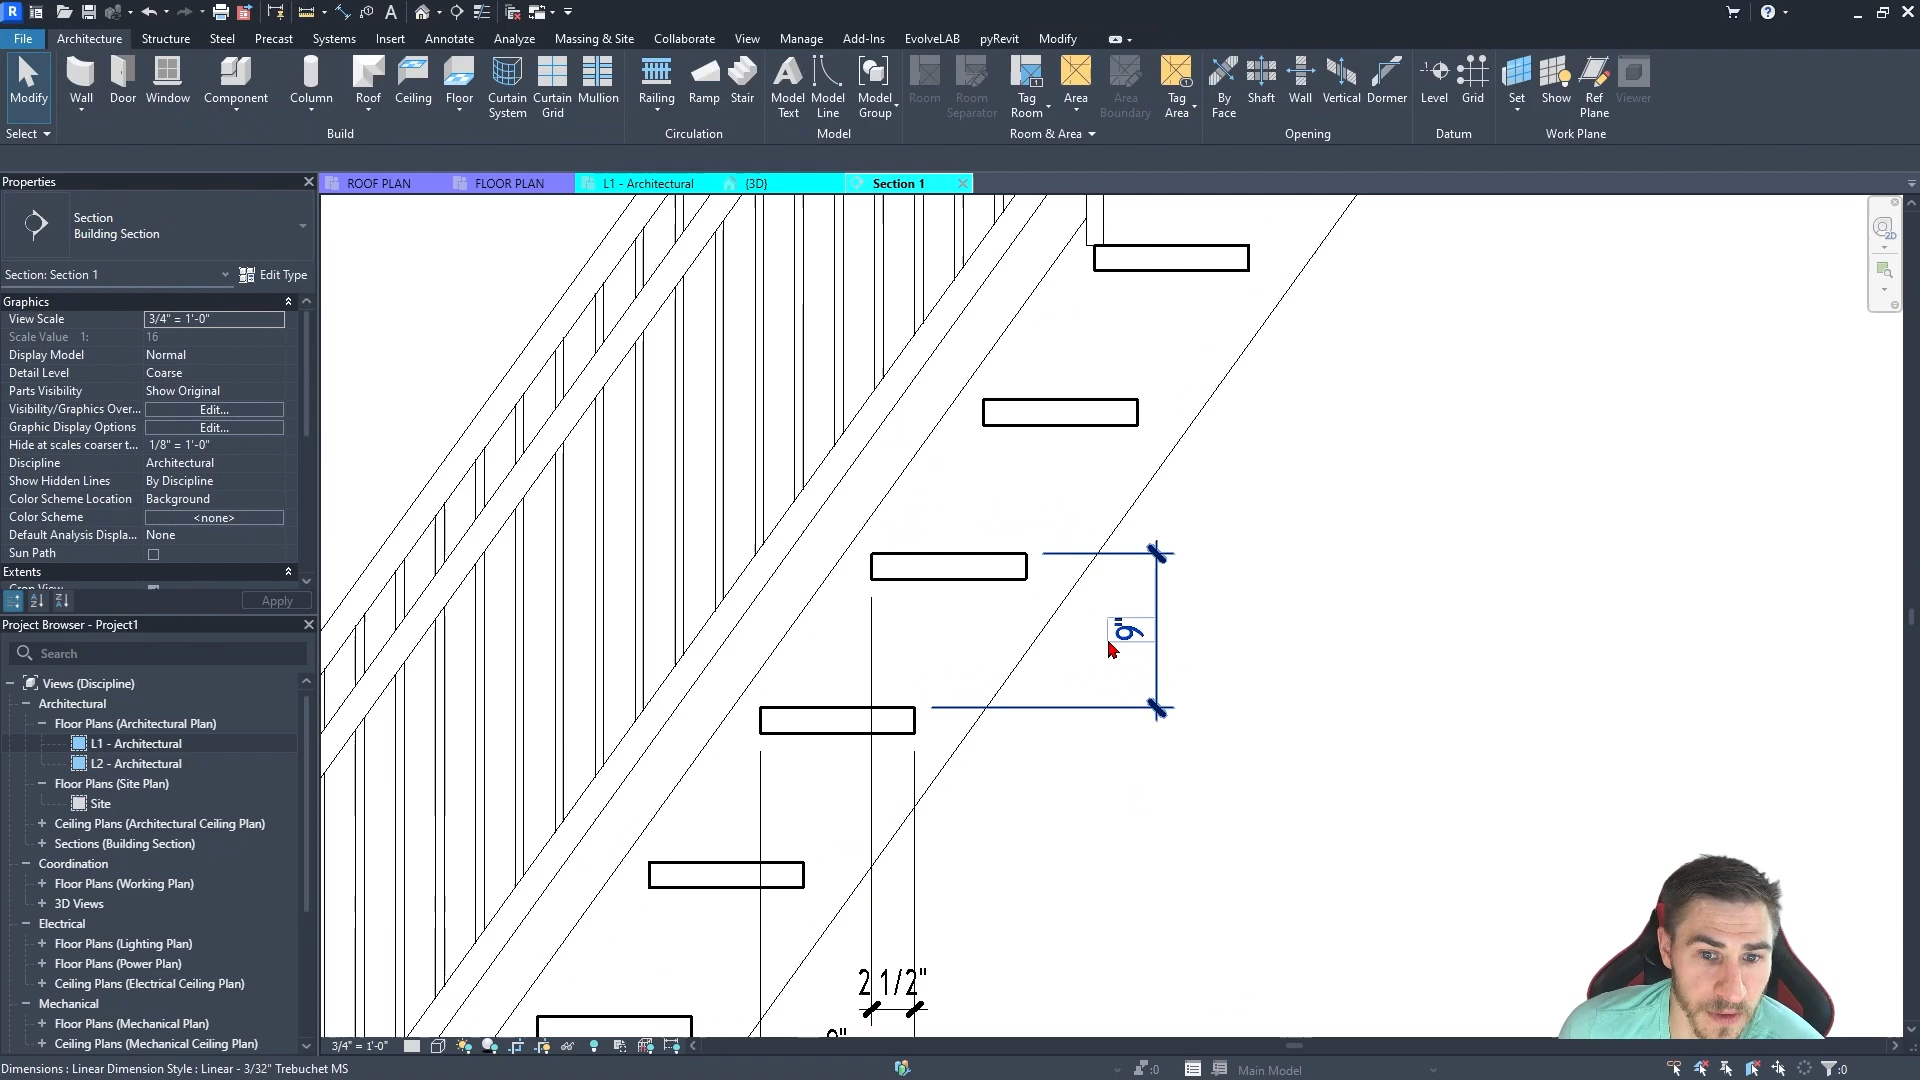 File Architecture Structure Steel Precast Systems Insert Annotate Analyze Massing & Site Collaborate View Manage Add-Ins EvolveLAB pyRevit Modify
Modify Wall Door Window Component Column Roof Ceiling Floor Curtain System Curtain Grid Mullion Railing Ramp Stair Model Text Model Line Model Group Room Room Separator Tag Room Area Area Boundary Tag Area By Face Shaft Wall Vertical Dormer Level Grid Set Show Ref Plane Viewer
Select Build Circulation Model Room & Area Opening Datum Work Plane
Properties
ROOF PLAN FLOOR PLAN L1 - Architectural {3D} Section 1
Section
Building Section
Section: Section 1 Edit Type
Graphics
View Scale 3/4" = 1'-0"
Scale Value 1: 16
Display Model Normal
Detail Level Coarse
Parts Visibility Show Original
Visibility/Graphics Over... Edit...
Graphic Display Options Edit...
Hide at scales coarser t... 1/8" = 1'-0"
Discipline Architectural
Show Hidden Lines By Discipline
Color Scheme Location Background
Color Scheme <none>
Default Analysis Displa... None
Sun Path
Extents
Apply
Project Browser - Project1
Search
Views (Discipline)
Architectural
Floor Plans (Architectural Plan)
L1 - Architectural
L2 - Architectural
Floor Plans (Site Plan)
Site
Ceiling Plans (Architectural Ceiling Plan)
Sections (Building Section)
Coordination
Floor Plans (Working Plan)
3D Views
Electrical
Floor Plans (Lighting Plan)
Floor Plans (Power Plan)
Ceiling Plans (Electrical Ceiling Plan)
Mechanical
Floor Plans (Mechanical Plan)
Ceiling Plans (Mechanical Ceiling Plan)
9"
2 1/2"
3/4" = 1'-0"
Dimensions : Linear Dimension Style : Linear - 3/32" Trebuchet MS
:0
Main Model
:0